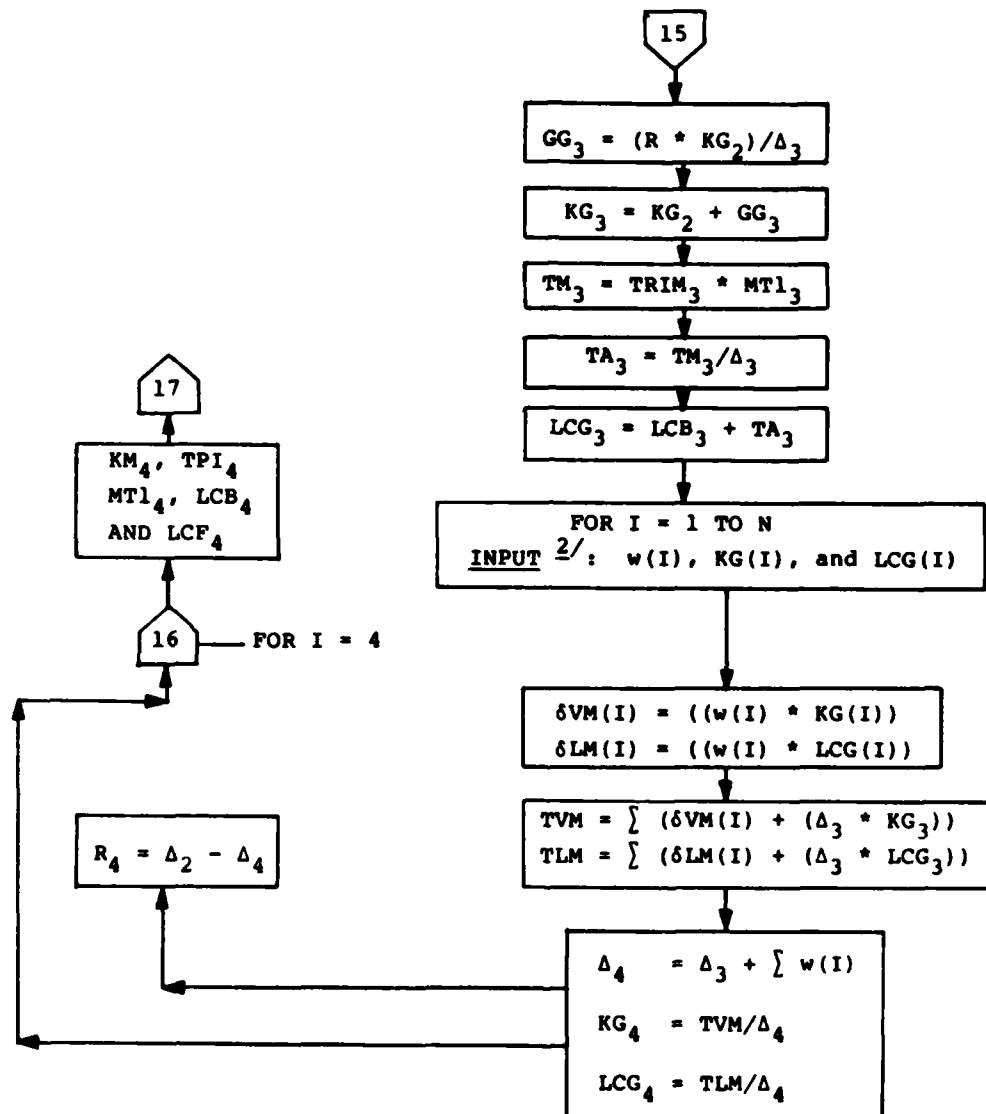 15
GG₃ = (R * KG₂)/Δ₃
KG₃ = KG₂ + GG₃
TM₃ = TRIM₃ * MTl₃
TA₃ = TM₃/Δ₃
LCG₃ = LCB₃ + TA₃
FOR I = 1 TO N
INPUT 2/: w(I), KG(I), and LCG(I)
δVM(I) = ((w(I) * KG(I))
δLM(I) = ((w(I) * LCG(I))
TVM = ∑ (δVM(I) + (Δ₃ * KG₃))
TLM = ∑ (δLM(I) + (Δ₃ * LCG₃))
Δ₄ = Δ₃ + ∑ w(I)
KG₄ = TVM/Δ₄
LCG₄ = TLM/Δ₄
R₄ = Δ₂ - Δ₄
16
FOR I = 4
KM₄, TPI₄
MTl₄, LCB₄
AND LCF₄
17